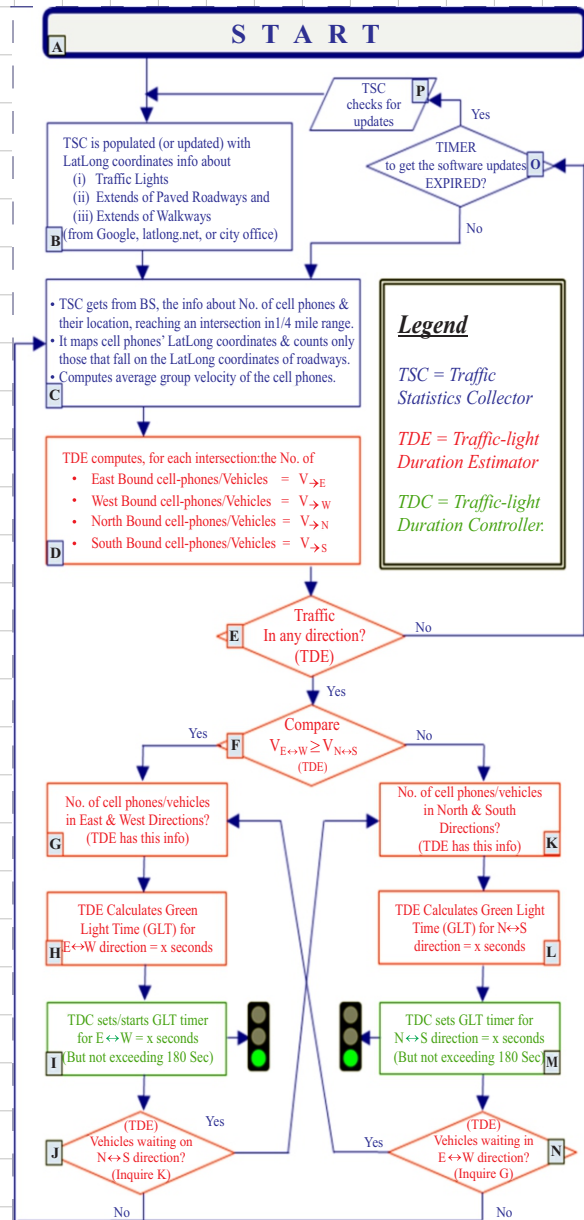 S T A R T
A
TSC
checks for
updates
P
Yes
TIMER
to get the software updates
EXPIRED?
O
No
TSC is populated (or updated) with
LatLong coordinates info about
(i) Traffic Lights
(ii) Extends of Paved Roadways and
(iii) Extends of Walkways
(from Google, latlong.net, or city office)
B
• TSC gets from BS, the info about No. of cell phones &
their location, reaching an intersection in1/4 mile range.
• It maps cell phones' LatLong coordinates & counts only
those that fall on the LatLong coordinates of roadways.
• Computes average group velocity of the cell phones.
C
Legend
TSC = Traffic
Statistics Collector
TDE = Traffic-light
Duration Estimator
TDC = Traffic-light
Duration Controller.
TDE computes, for each intersection:the No. of
• East Bound cell-phones/Vehicles = V→E
• West Bound cell-phones/Vehicles = V→W
• North Bound cell-phones/Vehicles = V→N
• South Bound cell-phones/Vehicles = V→S
D
Traffic
In any direction?
(TDE)
E
No
Yes
Compare
VE↔W ≥ VN↔S
(TDE)
F
Yes
No
No. of cell phones/vehicles
in East & West Directions?
(TDE has this info)
G
No. of cell phones/vehicles
in North & South
Directions?
(TDE has this info)
K
TDE Calculates Green
Light Time (GLT) for
E↔W direction = x seconds
H
TDE Calculates Green Light
Time (GLT) for N↔S
direction = x seconds
L
TDC sets/starts GLT timer
for E↔W = x seconds
(But not exceeding 180 Sec)
I
TDC sets GLT timer for
N↔S direction = x seconds
(But not exceeding 180 Sec)
M
(TDE)
Vehicles waiting on
N↔S direction?
(Inquire K)
J
Yes
No
(TDE)
Vehicles waiting in
E↔W direction?
(Inquire G)
N
Yes
No